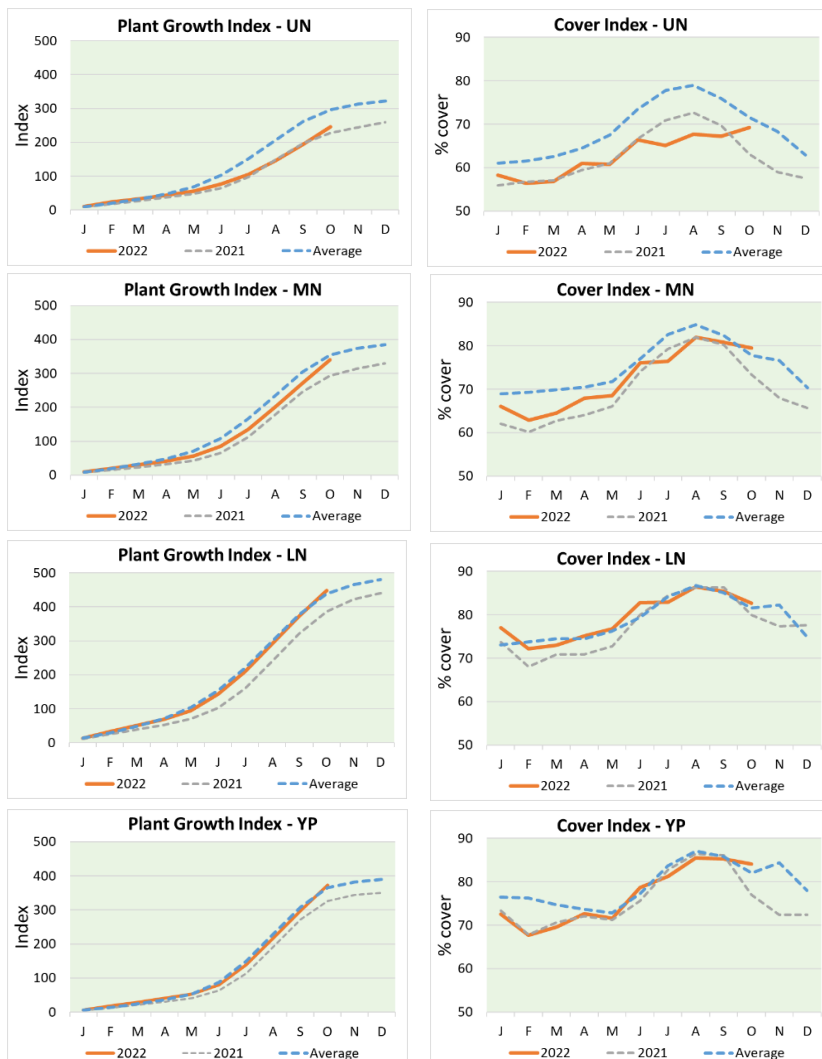 Plant Growth Index - UN
500
400
300
200
100
0
Index
J F M A M J J A S O N D
2022 2021 Average
Cover Index - UN
90
80
70
60
50
% cover
J F M A M J J A S O N D
2022 2021 Average
Plant Growth Index - MN
500
400
300
200
100
0
Index
J F M A M J J A S O N D
2022 2021 Average
Cover Index - MN
90
80
70
60
50
% cover
J F M A M J J A S O N D
2022 2021 Average
Plant Growth Index - LN
500
400
300
200
100
0
Index
J F M A M J J A S O N D
2022 2021 Average
Cover Index - LN
90
80
70
60
50
% cover
J F M A M J J A S O N D
2022 2021 Average
Plant Growth Index - YP
500
400
300
200
100
0
Index
J F M A M J J A S O N D
2022 2021 Average
Cover Index - YP
90
80
70
60
50
% cover
J F M A M J J A S O N D
2022 2021 Average